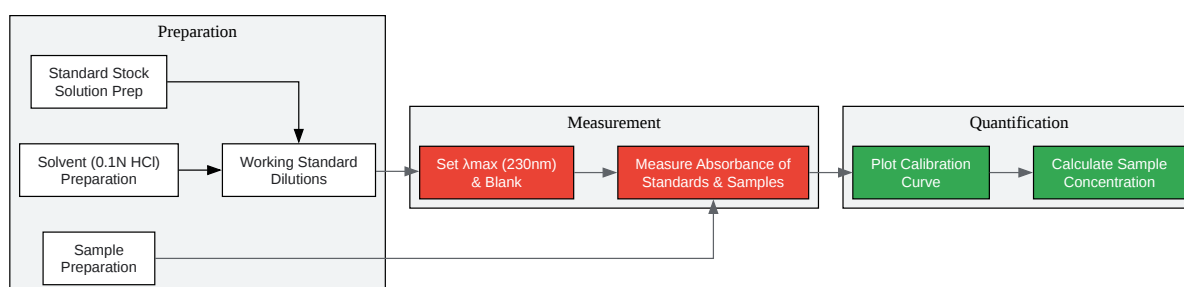 Preparation
Standard Stock
Solution Prep
Solvent (0.1N HCl)
Preparation
Working Standard
Dilutions
Sample
Preparation
Measurement
Set λmax (230nm)
& Blank
Measure Absorbance of
Standards & Samples
Quantification
Plot Calibration
Curve
Calculate Sample
Concentration